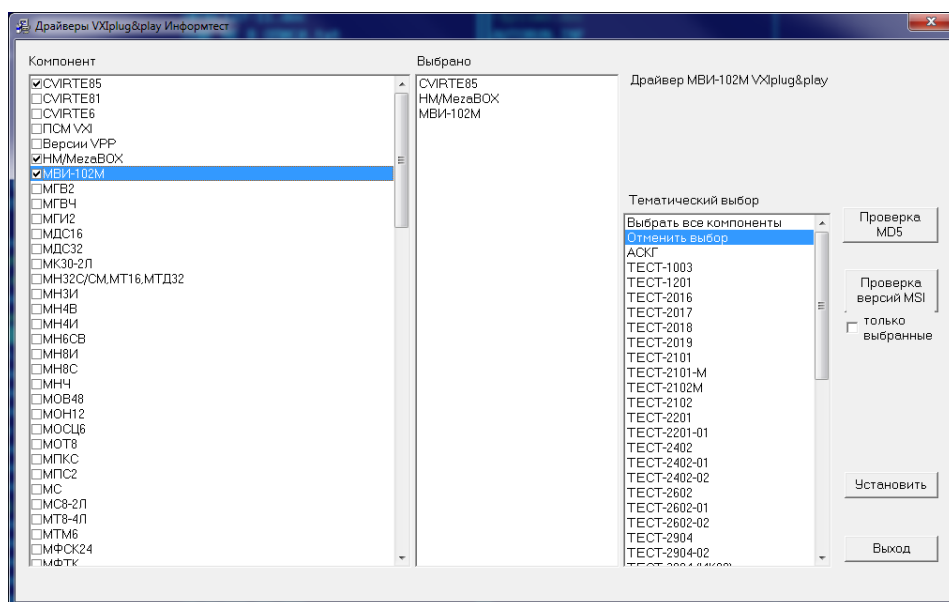 Драйверы VXIplug&play Информтест
Компонент
CVIRTE85
CVIRTE81
CVIRTE6
ПСМ VXI
Версии VPP
НМ/MezaBOX
МВИ-102М
МГВ2
МГВЧ
МГИ2
МДС16
МДС32
МК30-2Л
МН32С/СМ,МТ16,МТД32
МН3И
МН4В
МН4И
МН6СВ
МН8И
МН8С
МНЧ
МОВ48
МОН12
МОСЦ6
МОТ8
МПКС
МПС2
МС
МС8-2Л
МТ8-4Л
МТМ6
МФСК24
МФТК
Выбрано
CVIRTE85
НМ/MezaBOX
МВИ-102М
Драйвер МВИ-102М VXIplug&play
Тематический выбор
Выбрать все компоненты
Отменить выбор
АСКГ
ТЕСТ-1003
ТЕСТ-1201
ТЕСТ-2016
ТЕСТ-2017
ТЕСТ-2018
ТЕСТ-2019
ТЕСТ-2101
ТЕСТ-2101-М
ТЕСТ-2102М
ТЕСТ-2102
ТЕСТ-2201
ТЕСТ-2201-01
ТЕСТ-2402
ТЕСТ-2402-01
ТЕСТ-2402-02
ТЕСТ-2602
ТЕСТ-2602-01
ТЕСТ-2602-02
ТЕСТ-2904
ТЕСТ-2904-02
Проверка
MD5
Проверка
версий MSI
только
выбранные
Установить
Выход